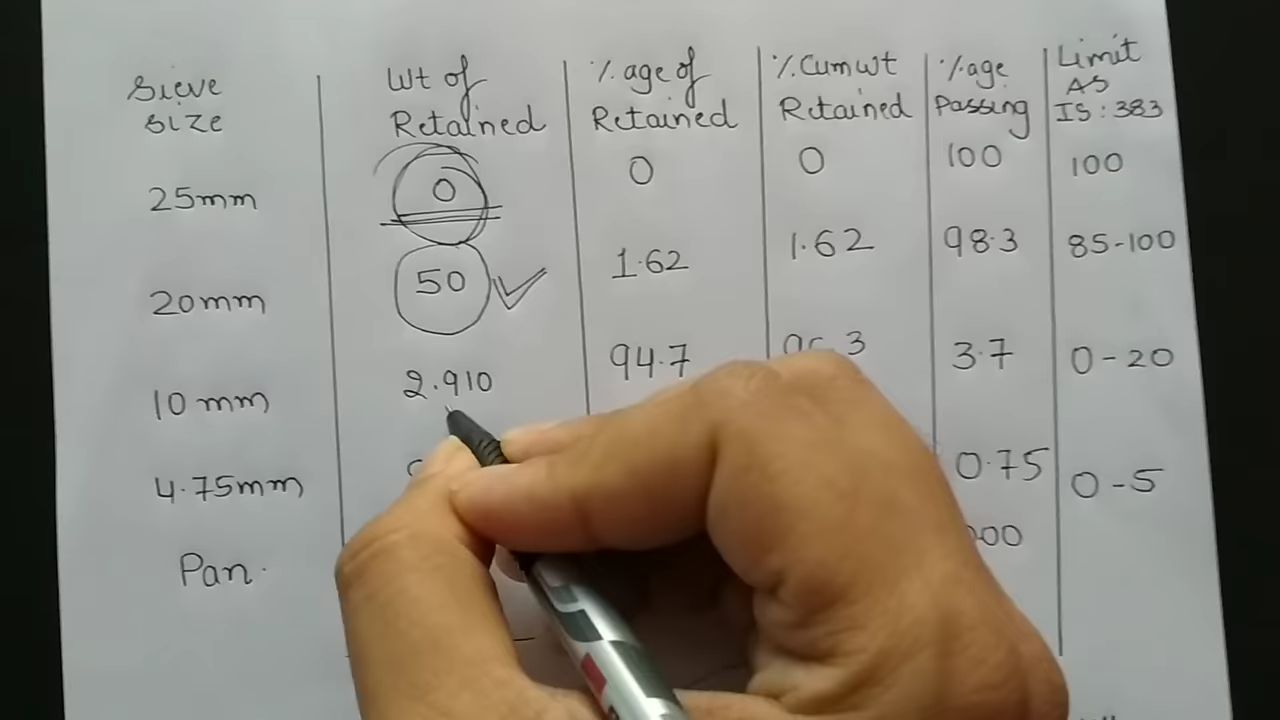 Sieve Size | Wt of Retained | % age of Retained | % Cum wt Retained | % age Passing | Limit AS IS : 383
25mm | 0 | 0 | 0 | 100 | 100
20mm | 50 | 1.62 | 1.62 | 98.3 | 85-100
10 mm | 2.910 | 94.7 | 3.7 | 0-20
4.75mm | 0.75 | 0-5
Pan.